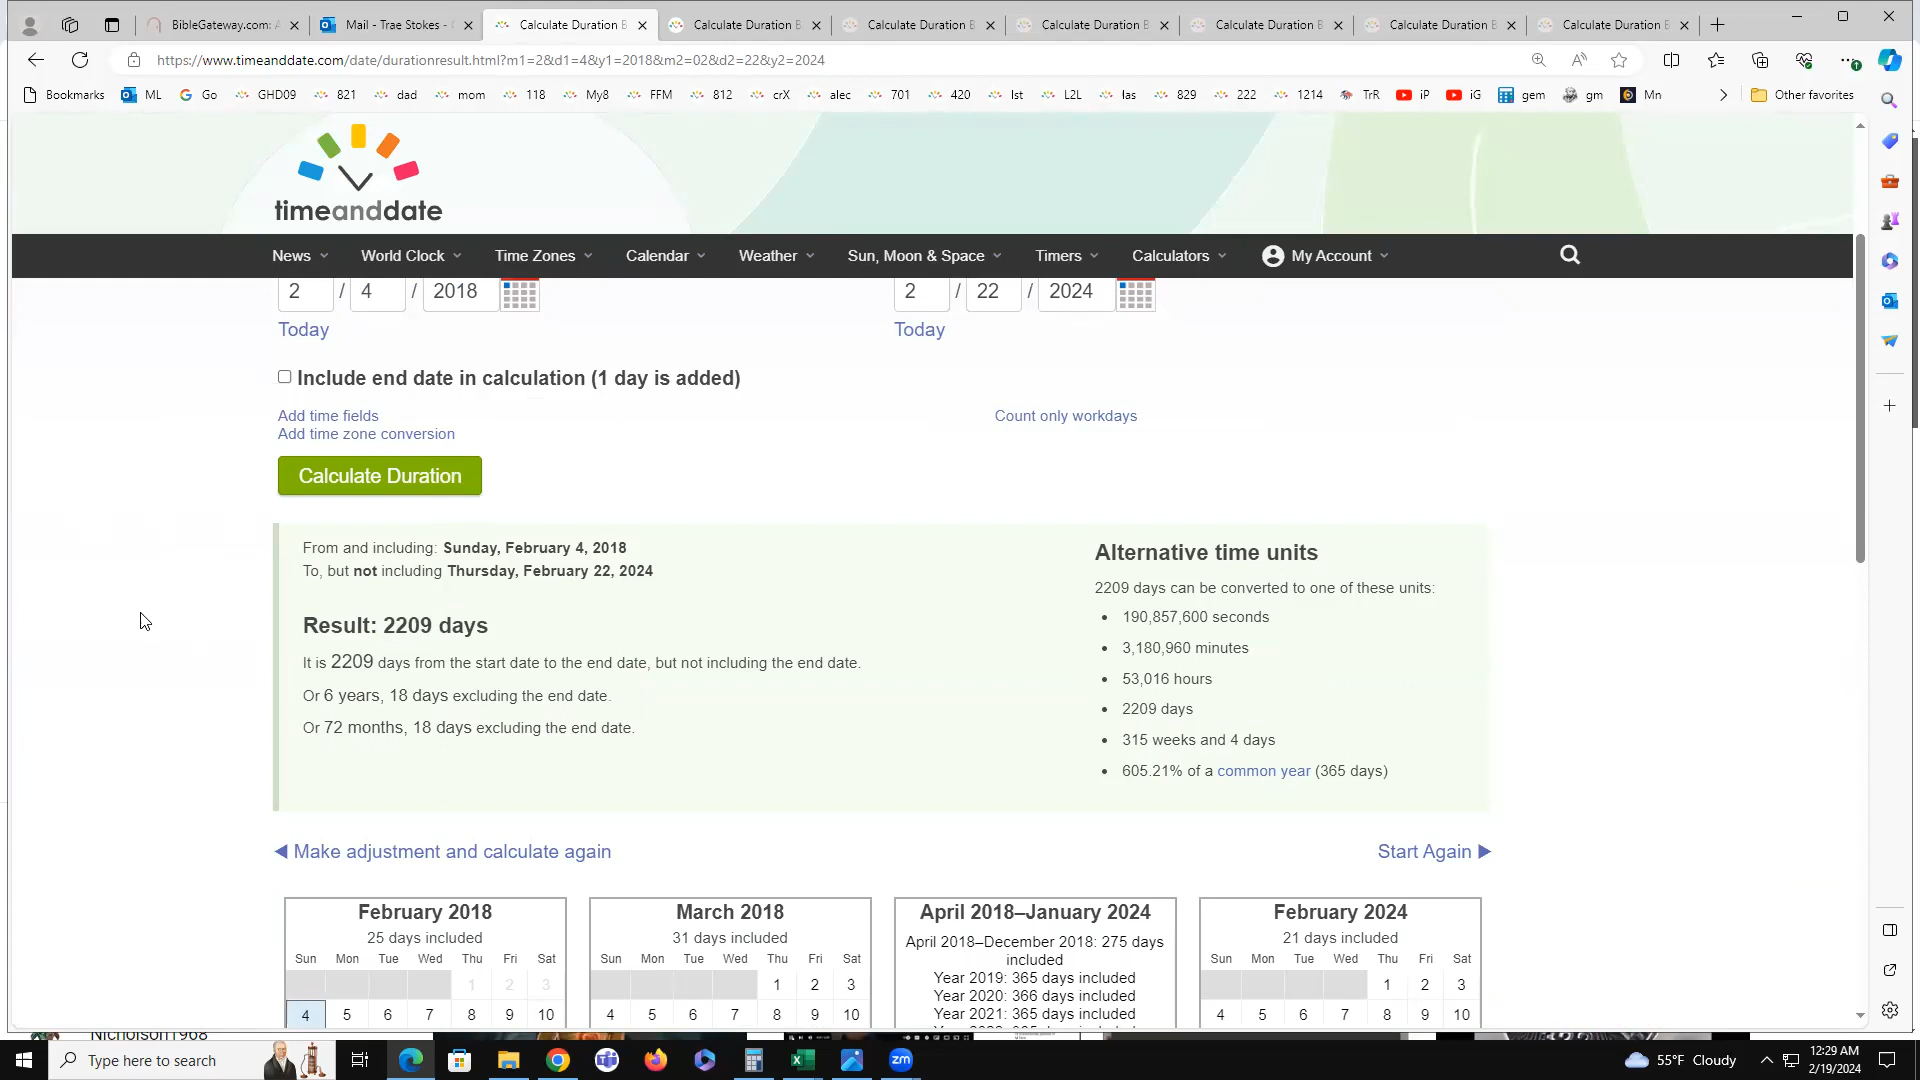 BibleGateway.com: A
Mail - Trae Stokes -
Calculate Duration B
Calculate Duration B
Calculate Duration B
Calculate Duration B
Calculate Duration B
Calculate Duration B
Calculate Duration B
https://www.timeanddate.com/date/durationresult.html?m1=2&d1=4&y1=2018&m2=02&d2=22&y2=2024
Bookmarks ML Go GHD09 821 dad mom 118 My8 FFM 812 crX alec 701 420 Ist L2L Ias 829 222 1214 TrR iP iG gem gm Mn Other favorites
timeanddate
News World Clock Time Zones Calendar Weather Sun, Moon & Space Timers Calculators My Account
2 / 4 / 2018 2 / 22 / 2024
Today Today
Include end date in calculation (1 day is added)
Add time fields Count only workdays
Add time zone conversion
Calculate Duration
From and including: Sunday, February 4, 2018
To, but not including Thursday, February 22, 2024
Result: 2209 days
It is 2209 days from the start date to the end date, but not including the end date.
Or 6 years, 18 days excluding the end date.
Or 72 months, 18 days excluding the end date.
Alternative time units
2209 days can be converted to one of these units:
190,857,600 seconds
3,180,960 minutes
53,016 hours
2209 days
315 weeks and 4 days
605.21% of a common year (365 days)
Make adjustment and calculate again Start Again
February 2018
25 days included
Sun Mon Tue Wed Thu Fri Sat
1 2 3
4 5 6 7 8 9 10
March 2018
31 days included
Sun Mon Tue Wed Thu Fri Sat
1 2 3
4 5 6 7 8 9 10
April 2018–January 2024
April 2018–December 2018: 275 days
included
Year 2019: 365 days included
Year 2020: 366 days included
Year 2021: 365 days included
February 2024
21 days included
Sun Mon Tue Wed Thu Fri Sat
1 2 3
4 5 6 7 8 9 10
Nicholson1968
Type here to search
55°F Cloudy
12:29 AM
2/19/2024